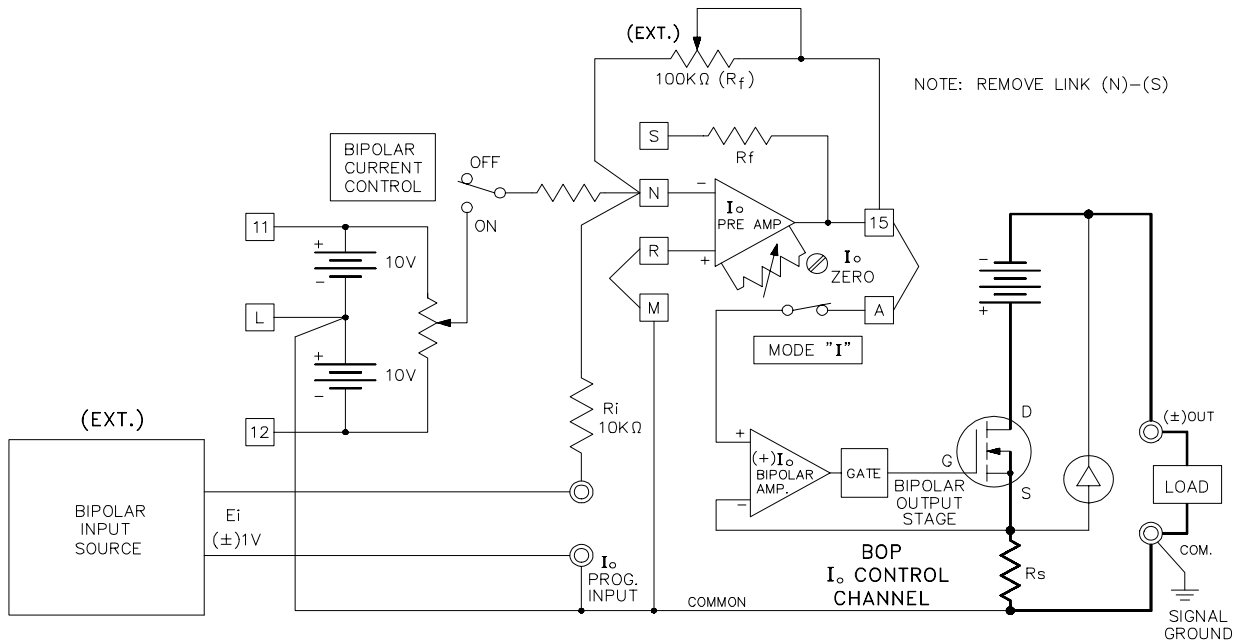 (EXT.)
100KΩ (Rf)
NOTE: REMOVE LINK (N)-(S)
BIPOLAR
CURRENT
CONTROL
OFF
ON
S
Rf
N
-
Io
PRE AMP
+
15
R
M
Io
ZERO
A
MODE "I"
11
+
10V
-
L
+
10V
-
12
-
+
(EXT.)
BIPOLAR
INPUT
SOURCE
Ei
(±)1V
Ri
10KΩ
Io
PROG.
INPUT
COMMON
+
(+)Io
BIPOLAR
AMP.
-
GATE
G
D
S
BIPOLAR
OUTPUT
STAGE
BOP
Io CONTROL
CHANNEL
Rs
(±)OUT
LOAD
COM.
SIGNAL
GROUND